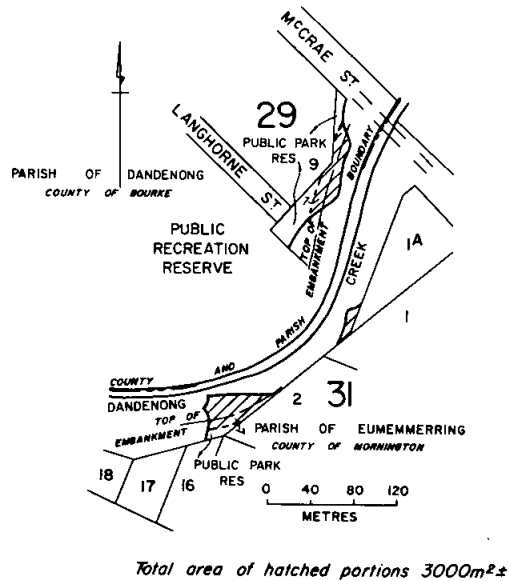 McCRAE ST.
LANGHORNE ST.
29
PUBLIC PARK
RES 9
PARISH OF DANDENONG
COUNTY OF BOURKE
PUBLIC
RECREATION
RESERVE
TOP OF
EMBANKMENT
BOUNDARY
CREEK
1A
1
PARISH
AND
COUNTY
DANDENONG
TOP OF
EMBANKMENT
2
31
PARISH OF EUMEMMERRING
COUNTY OF MORNINGTON
PUBLIC PARK
RES
18
17
16
0 40 80 120
METRES
Total area of hatched portions 3000m²±